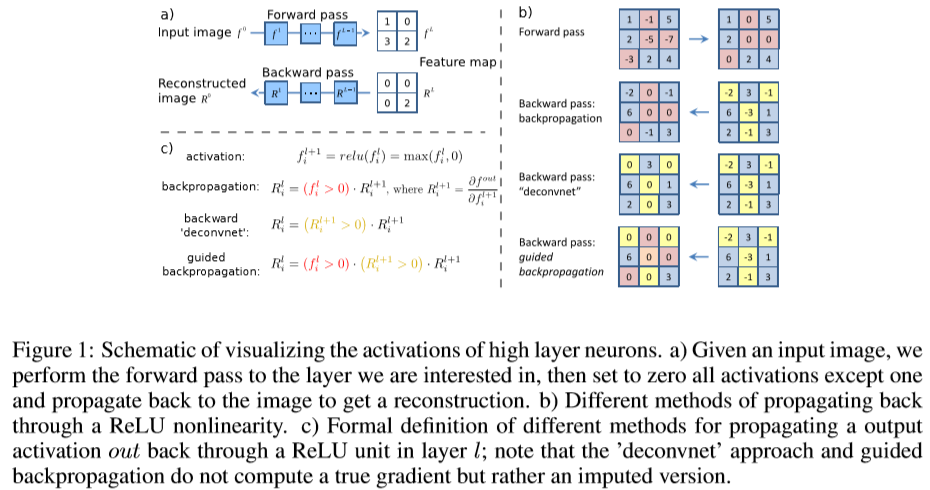 a)
Forward pass
Input image f⁰
f¹
...
fᴸ⁻¹
1 0
3 2
fᴸ
Feature map
Backward pass
Reconstructed
image R⁰
Rᴸ⁻¹
...
0 0
0 2
Rᴸ
c)
activation: f_i^{l+1} = relu(f_i^l) = max(f_i^l, 0)
backpropagation: R_i^l = (f_i^l > 0) · R_i^{l+1}, where R_i^{l+1} = ∂f^{out} / ∂f_i^{l+1}
backward
'deconvnet': R_i^l = (R_i^{l+1} > 0) · R_i^{l+1}
guided
backpropagation: R_i^l = (f_i^l > 0) · (R_i^{l+1} > 0) · R_i^{l+1}
b)
Forward pass
1 -1 5
2 -5 -7
-3 2 4
1 0 5
2 0 0
0 2 4
Backward pass:
backpropagation
-2 0 -1
6 0 0
0 -1 3
-2 3 -1
6 -3 1
2 -1 3
Backward pass:
"deconvnet"
0 3 0
6 0 1
2 0 3
-2 3 -1
6 -3 1
2 -1 3
Backward pass:
guided
backpropagation
0 0 0
6 0 0
0 0 3
-2 3 -1
6 -3 1
2 -1 3
Figure 1: Schematic of visualizing the activations of high layer neurons. a) Given an input image, we
perform the forward pass to the layer we are interested in, then set to zero all activations except one
and propagate back to the image to get a reconstruction. b) Different methods of propagating back
through a ReLU nonlinearity. c) Formal definition of different methods for propagating a output
activation out back through a ReLU unit in layer l; note that the 'deconvnet' approach and guided
backpropagation do not compute a true gradient but rather an imputed version.